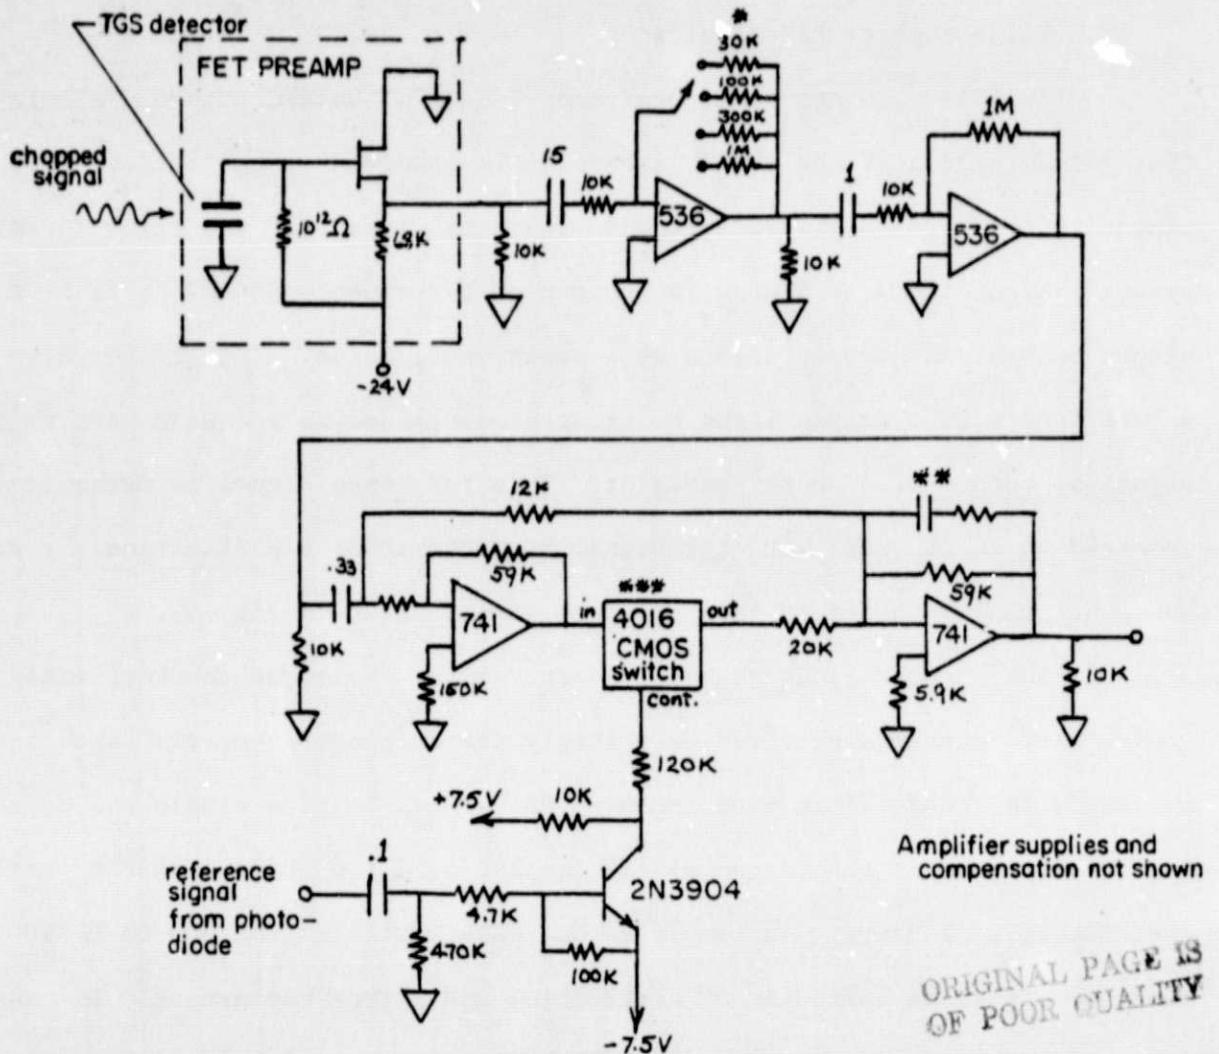 TGS detector
FET PREAMP
chopped
signal
10¹²Ω
-24V
10K
15
10K
536
*
30K
100K
300K
1M
10K
1
10K
1M
536
12K
.33
59K
741
10K
150K
***
in
4016
CMOS
switch
out
cont.
20K
**
59K
741
5.9K
10K
120K
+7.5V
10K
reference
signal
from photo-
diode
.1
4.7K
470K
100K
2N3904
-7.5V
Amplifier supplies and
compensation not shown
ORIGINAL PAGE IS
OF POOR QUALITY